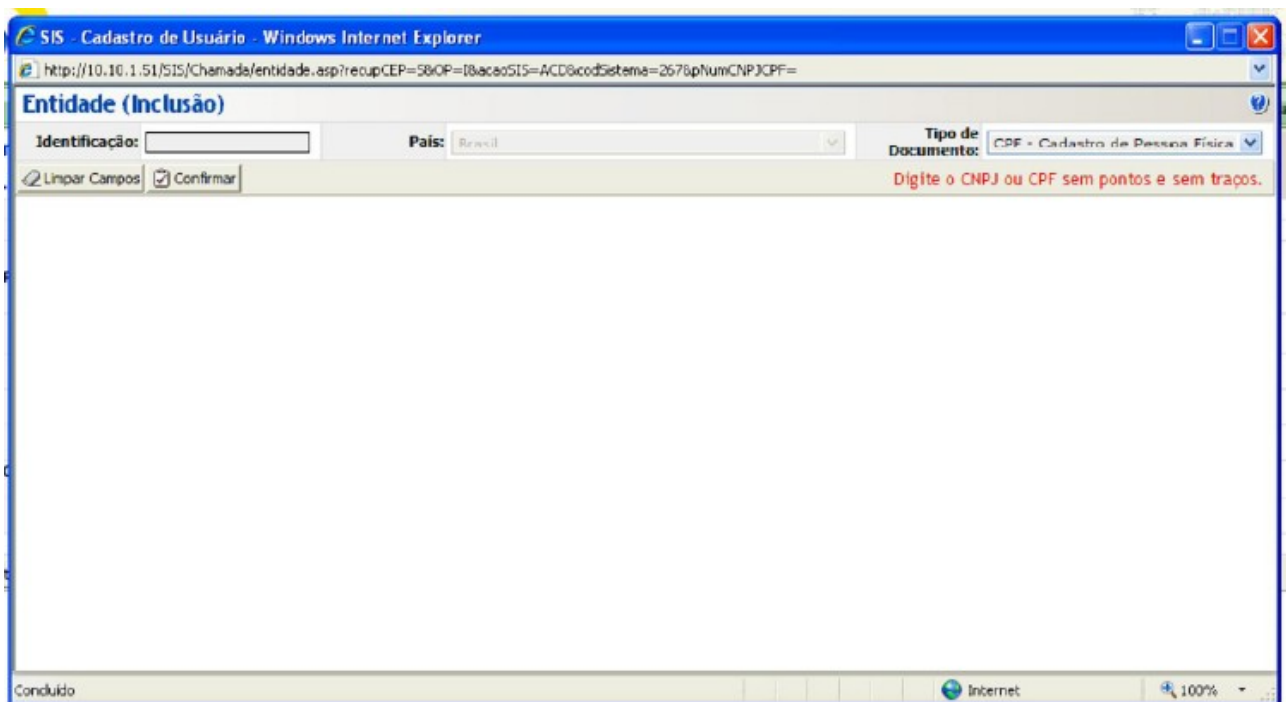 SIS - Cadastro de Usuário - Windows Internet Explorer
http://10.10.1.51/SIS/Chamada/entidade.asp?recupCEP=S&OP=I&acaoSIS=ACD&codSistema=267&pNumCNPJCPF=
Entidade (Inclusão)
Identificação: País: Brasil Tipo de Documento: CPF - Cadastro de Pessoa Física
Limpar Campos Confirmar Digite o CNPJ ou CPF sem pontos e sem traços.
Concluído Internet 100%